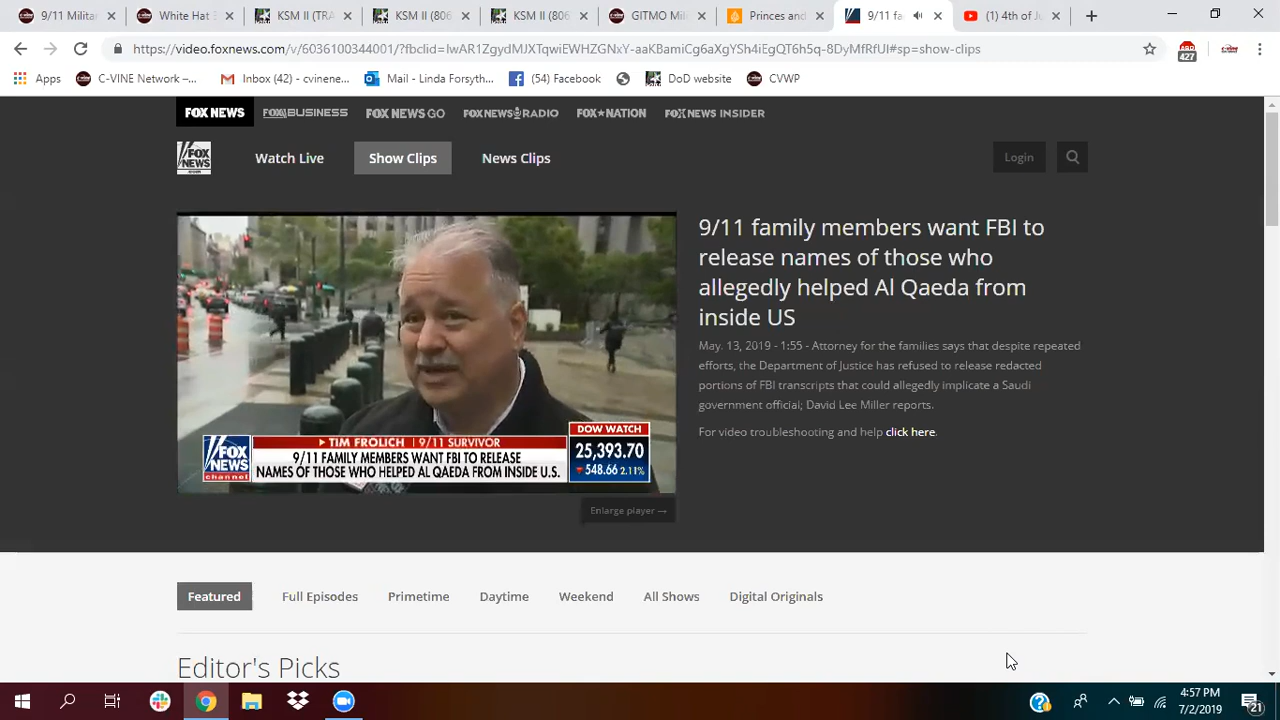 9/11 Militar
White Hat B
KSM II (TRA
KSM II (806
KSM II (806
GITMO Mili
Princes and
9/11 fa
(1) 4th of Ju
https://video.foxnews.com/v/6036100344001/?fbclid=IwAR1ZgydMJXTqwiEWHZGNxY-aaKBamiCg6aXgYSh4iEgQT6h5q-8DyMfRfUI#sp=show-clips
427
Apps
C-VINE Network –...
Inbox (42) - cvinene...
Mail - Linda Forsyth...
(54) Facebook
DoD website
CVWP
FOX NEWS
FOX BUSINESS
FOX NEWS GO
FOX NEWS RADIO
FOX NATION
FOX NEWS INSIDER
FOX NEWS
Watch Live
Show Clips
News Clips
Login
9/11 family members want FBI to
release names of those who
allegedly helped Al Qaeda from
inside US
May. 13, 2019 - 1:55 - Attorney for the families says that despite repeated
efforts, the Department of Justice has refused to release redacted
portions of FBI transcripts that could allegedly implicate a Saudi
government official; David Lee Miller reports.
For video troubleshooting and help click here.
FOX NEWS channel
TIM FROLICH | 9/11 SURVIVOR
9/11 FAMILY MEMBERS WANT FBI TO RELEASE
NAMES OF THOSE WHO HELPED AL QAEDA FROM INSIDE U.S.
DOW WATCH
25,393.70
548.66 2.11%
Enlarge player →
Featured
Full Episodes
Primetime
Daytime
Weekend
All Shows
Digital Originals
Editor's Picks
4:57 PM
7/2/2019
21